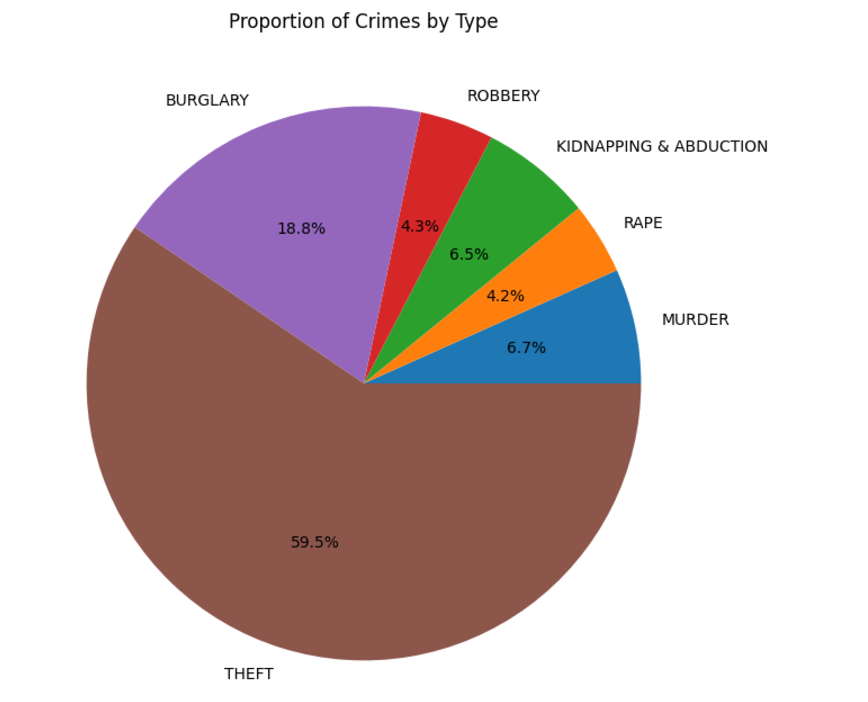 Proportion of Crimes by Type
BURGLARY
ROBBERY
KIDNAPPING & ABDUCTION
RAPE
MURDER
THEFT
18.8%
4.3%
6.5%
4.2%
6.7%
59.5%